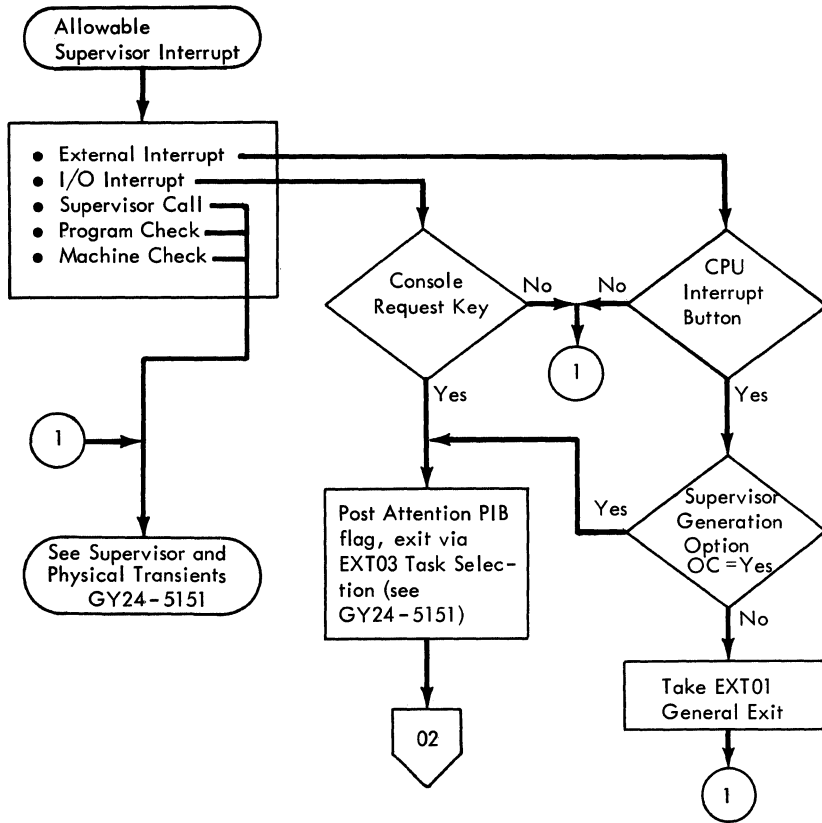 Allowable
Supervisor Interrupt
• External Interrupt
• I/O Interrupt
• Supervisor Call
• Program Check
• Machine Check
Console
Request Key
No
No
CPU
Interrupt
Button
1
Yes
Yes
1
Yes
Supervisor
Generation
Option
OC = Yes
Post Attention PIB
flag, exit via
EXT03 Task Selec-
tion (see
GY24-5151)
See Supervisor and
Physical Transients
GY24-5151
No
Take EXT01
General Exit
02
1